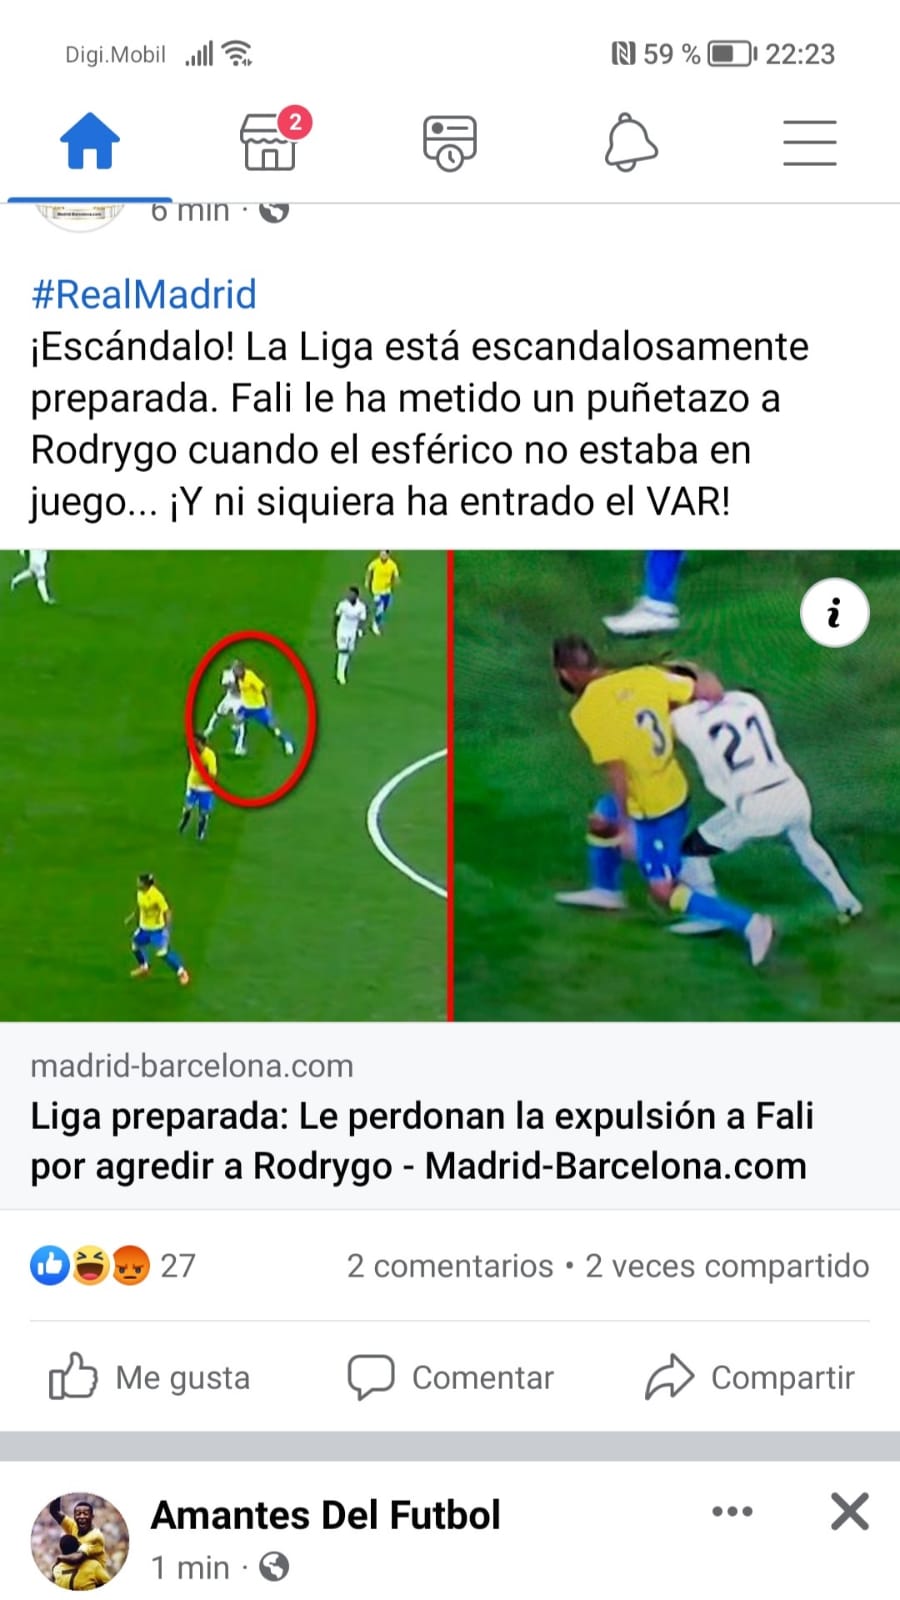 Digi.Mobil
59 %
22:23
2
6 min ·
#RealMadrid
¡Escándalo! La Liga está escandalosamente
preparada. Fali le ha metido un puñetazo a
Rodrygo cuando el esférico no estaba en
juego... ¡Y ni siquiera ha entrado el VAR!
i
3
21
madrid-barcelona.com
Liga preparada: Le perdonan la expulsión a Fali
por agredir a Rodrygo - Madrid-Barcelona.com
27
2 comentarios • 2 veces compartido
Me gusta
Comentar
Compartir
Amantes Del Futbol
1 min ·